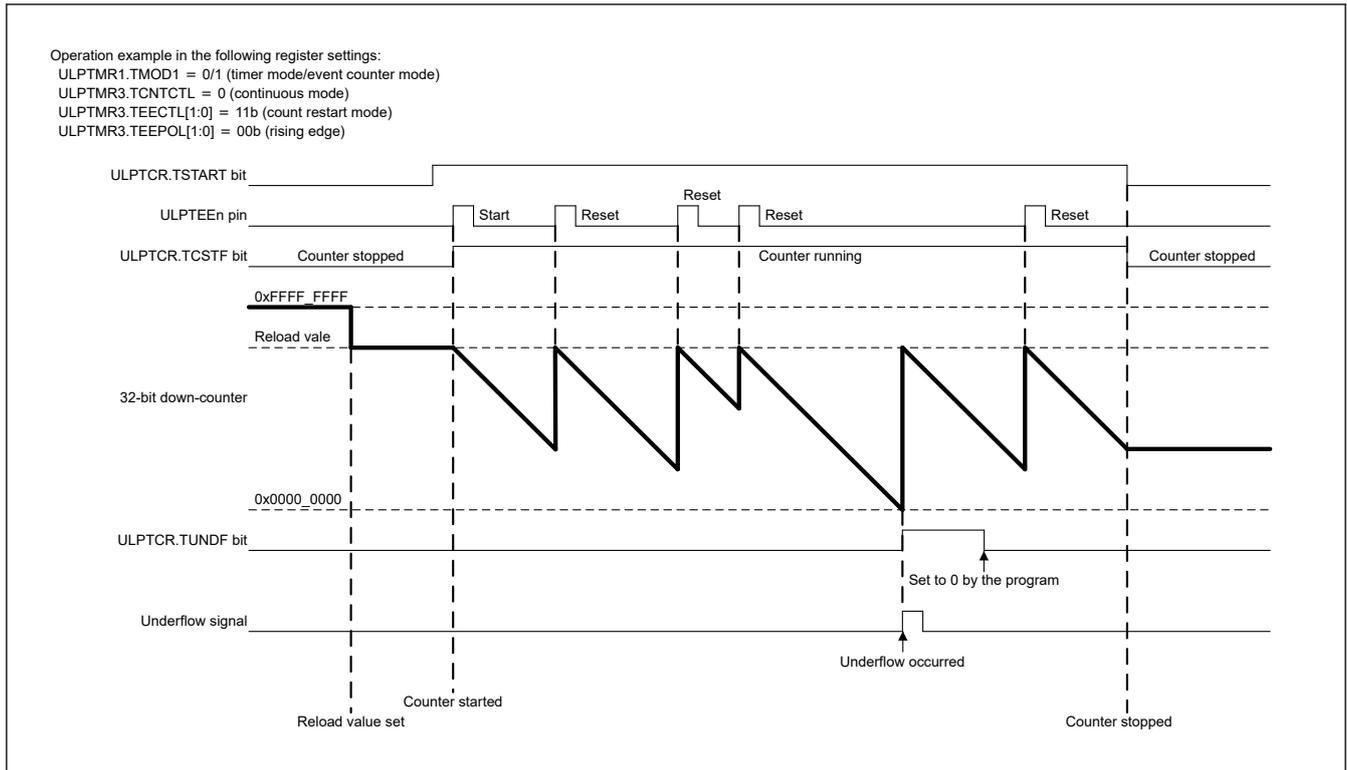 Operation example in the following register settings:
ULPTMR1.TMOD1 = 0/1 (timer mode/event counter mode)
ULPTMR3.TCNTCTL = 0 (continuous mode)
ULPTMR3.TEECTL[1:0] = 11b (count restart mode)
ULPTMR3.TEEPOL[1:0] = 00b (rising edge)
ULPTCR.TSTART bit
Reset
ULPTEEn pin Start Reset Reset Reset
ULPTCR.TCSTF bit Counter stopped Counter running Counter stopped
0xFFFF_FFFF
Reload vale
32-bit down-counter
0x0000_0000
ULPTCR.TUNDF bit
Set to 0 by the program
Underflow signal
Underflow occurred
Counter started
Reload value set Counter stopped